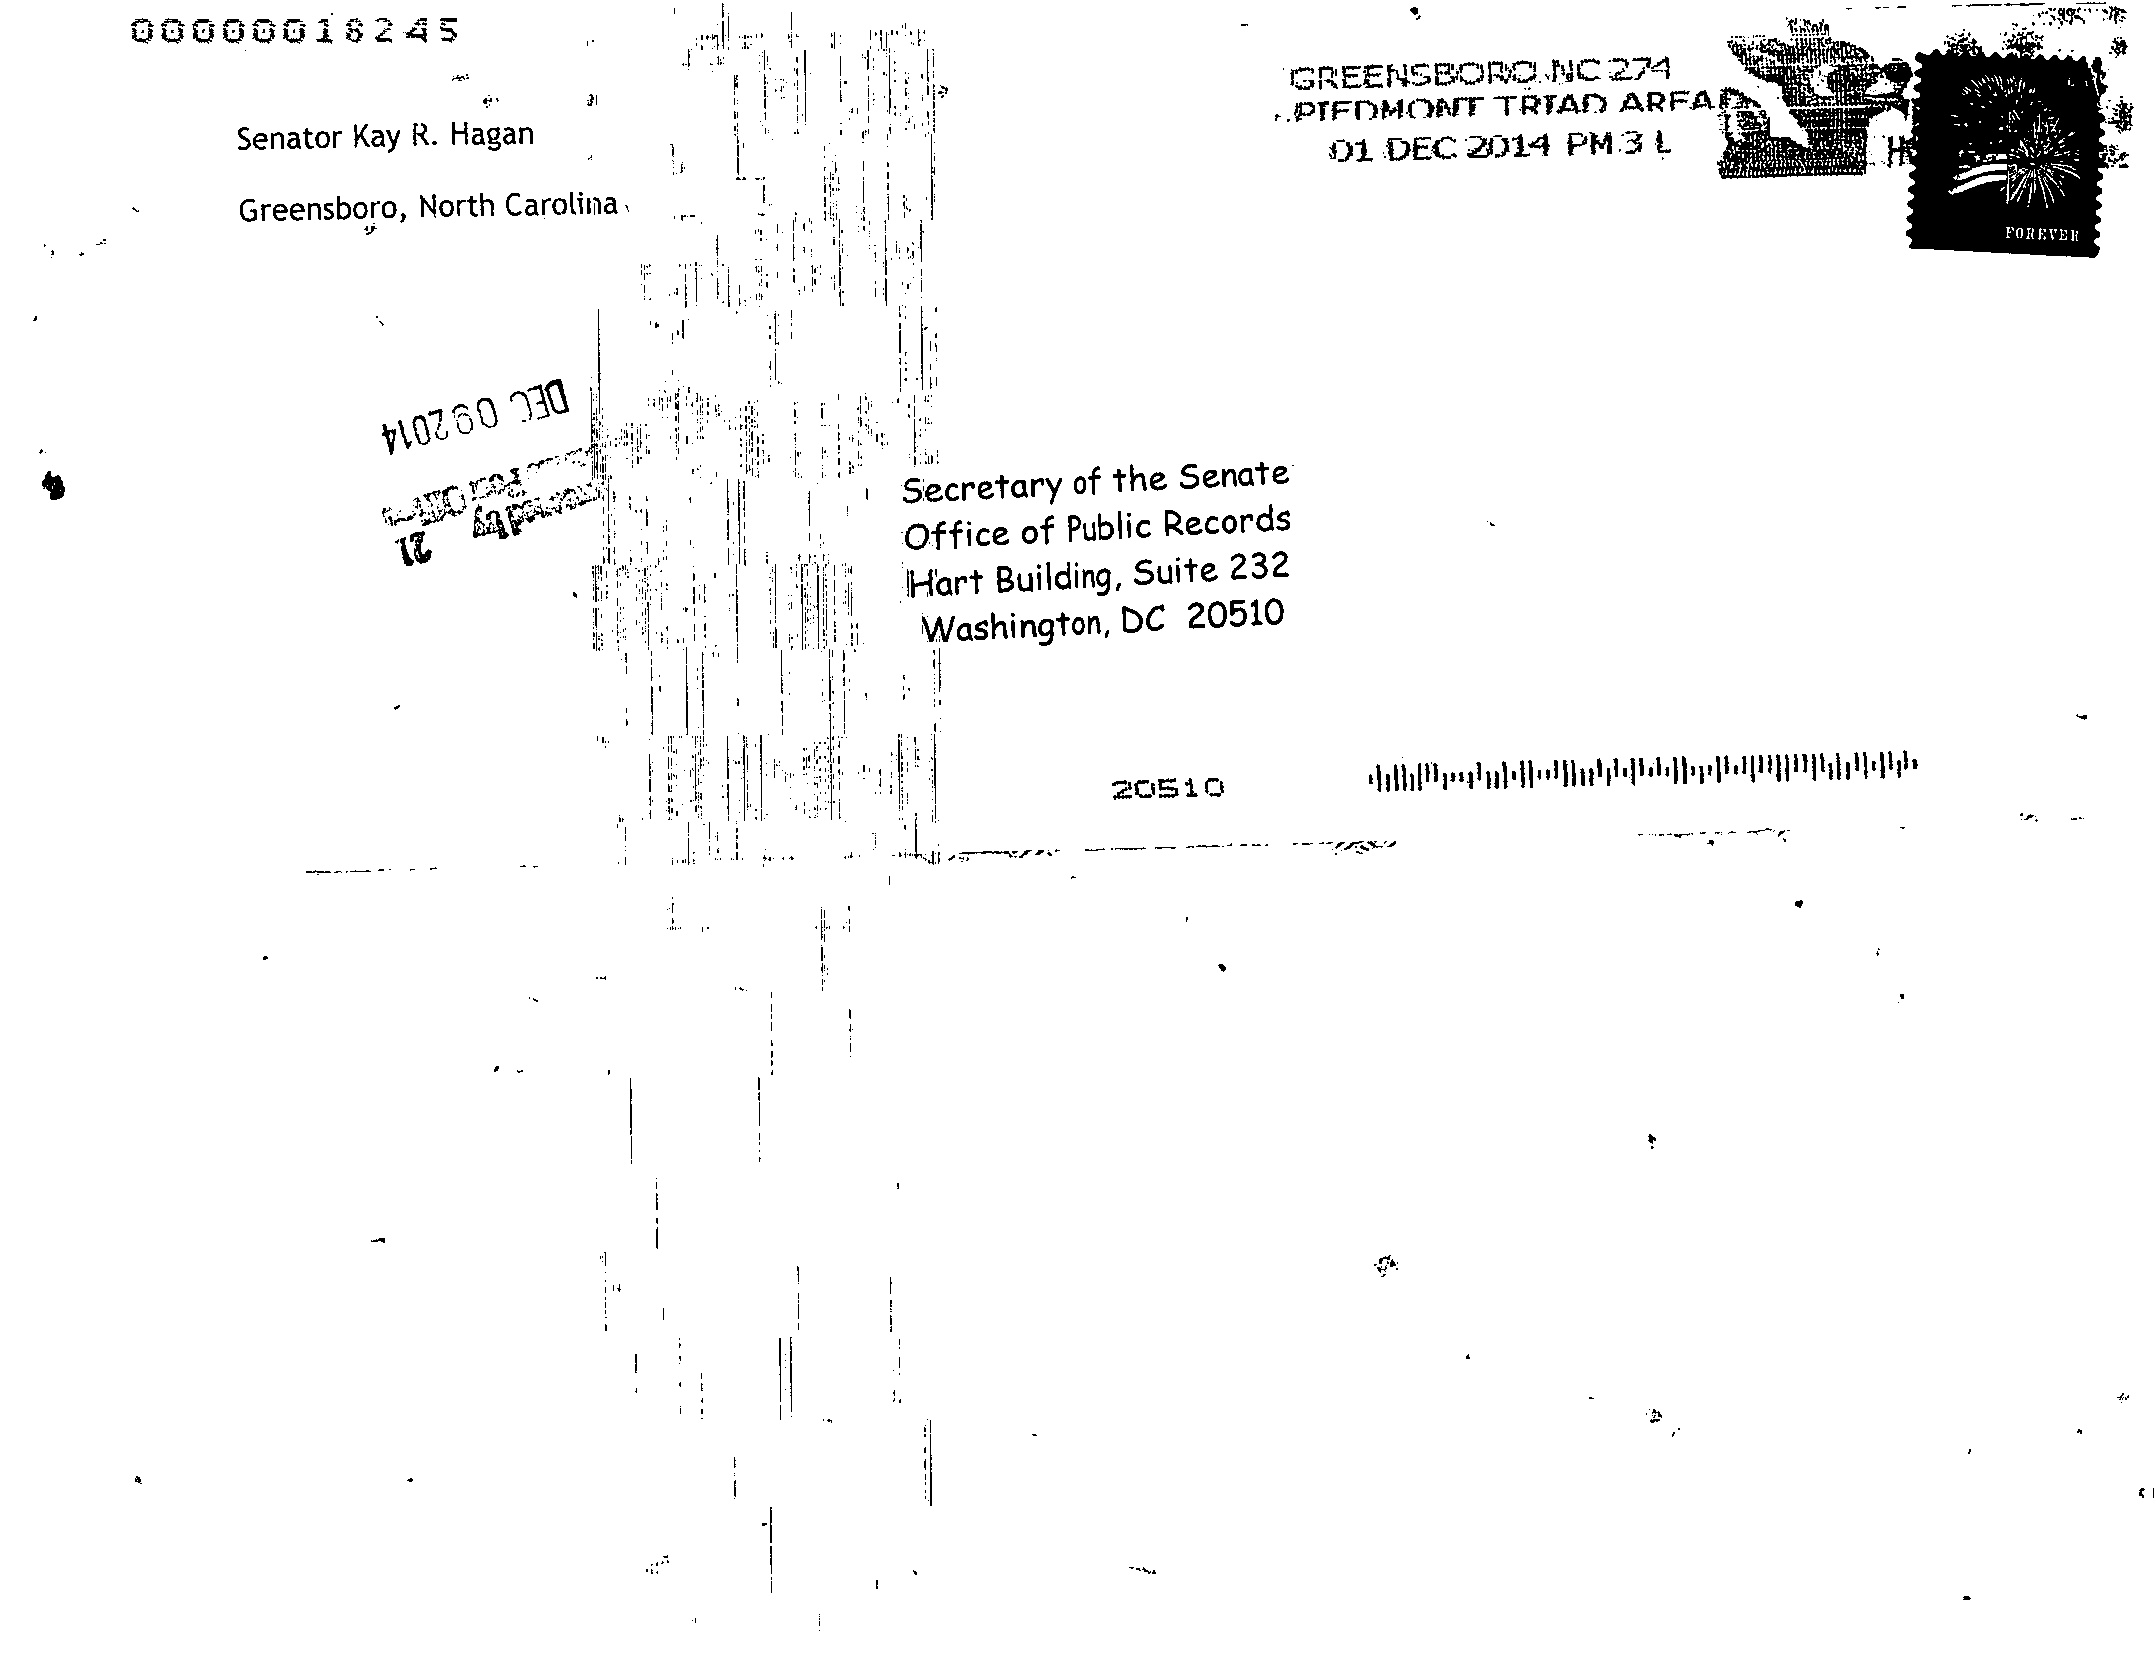 00000018245
GREENSBORO NC 274
PIEDMONT TRIAD AREA
01 DEC 2014 PM 3 L
FOREVER
Senator Kay R. Hagan
Greensboro, North Carolina
DEC 09 2014
21
Secretary of the Senate
Office of Public Records
Hart Building, Suite 232
Washington, DC 20510
20510